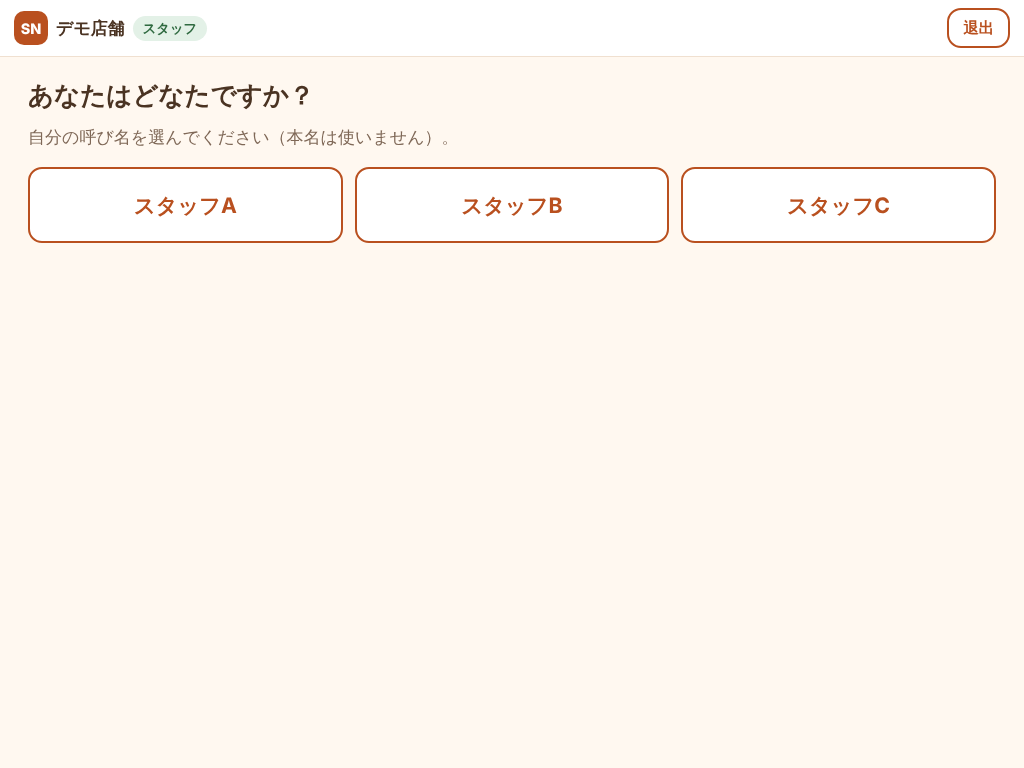 SN デモ店舗 スタッフ 退出
あなたはどなたですか？
自分の呼び名を選んでください（本名は使いません）。
スタッフA スタッフB スタッフC